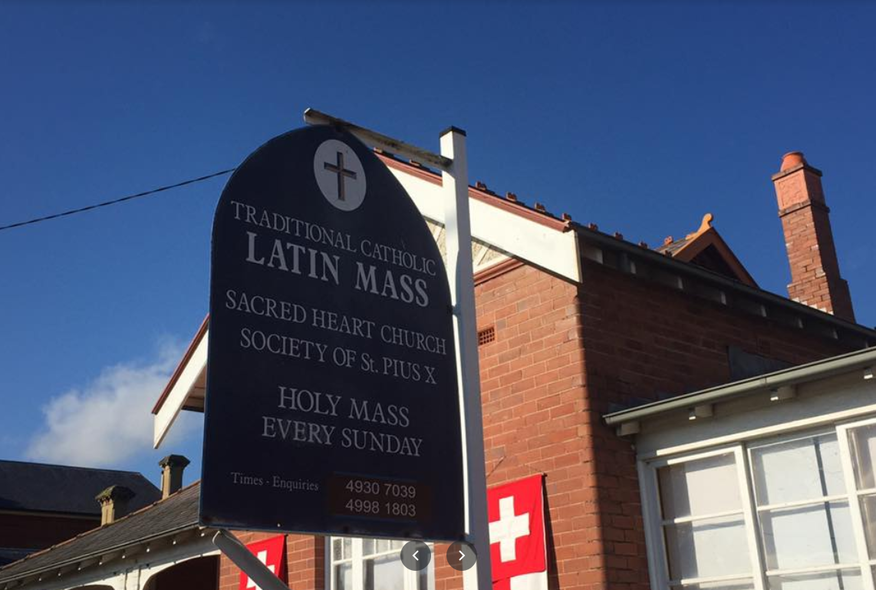 TRADITIONAL CATHOLIC
LATIN MASS
SACRED HEART CHURCH
SOCIETY OF St. PIUS X
HOLY MASS
EVERY SUNDAY
Times - Enquiries
4930 7039
4998 1803